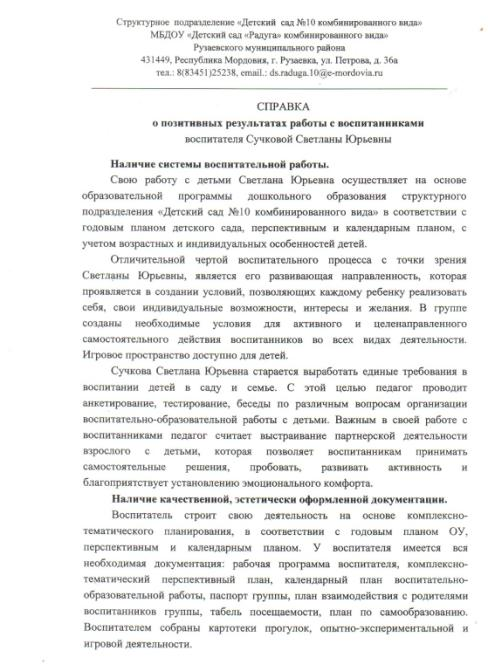 Структурное подразделение «Детский сад №10 комбинированного вида»
МБДОУ «Детский сад «Радуга» комбинированного вида»
Рузаевского муниципального района
431449, Республика Мордовия, г. Рузаевка, ул. Петрова, д. 36а
тел.: 8(83451)25238, email.: ds.raduga.10@e-mordovia.ru
СПРАВКА
о позитивных результатах работы с воспитанниками
воспитателя Сучковой Светланы Юрьевны
Наличие системы воспитательной работы.
Свою работу с детьми Светлана Юрьевна осуществляет на основе
образовательной программы дошкольного образования структурного
подразделения «Детский сад №10 комбинированного вида» в соответствии с
годовым планом детского сада, перспективным и календарным планом, с
учетом возрастных и индивидуальных особенностей детей.
Отличительной чертой воспитательного процесса с точки зрения
Светланы Юрьевны, является его развивающая направленность, которая
проявляется в создании условий, позволяющих каждому ребенку реализовать
себя, свои индивидуальные возможности, интересы и желания. В группе
созданы необходимые условия для активного и целенаправленного
самостоятельного действия воспитанников во всех видах деятельности.
Игровое пространство доступно для детей.
Сучкова Светлана Юрьевна старается выработать единые требования в
воспитании детей в саду и семье. С этой целью педагог проводит
анкетирование, тестирование, беседы по различным вопросам организации
воспитательно-образовательной работы с детьми. Важным в своей работе с
воспитанниками педагог считает выстраивание партнерской деятельности
взрослого с детьми, которая позволяет воспитанникам принимать
самостоятельные решения, пробовать, развивать активность и
благоприятствует установлению эмоционального комфорта.
Наличие качественной, эстетически оформленной документации.
Воспитатель строит свою деятельность на основе комплексно-
тематического планирования, в соответствии с годовым планом ОУ,
перспективным и календарным планом. У воспитателя имеется вся
необходимая документация: рабочая программа воспитателя, комплексно-
тематический перспективный план, календарный план воспитательно-
образовательной работы, паспорт группы, план взаимодействия с родителями
воспитанников группы, табель посещаемости, план по самообразованию.
Воспитателем собраны картотеки прогулок, опытно-экспериментальной и
игровой деятельности.